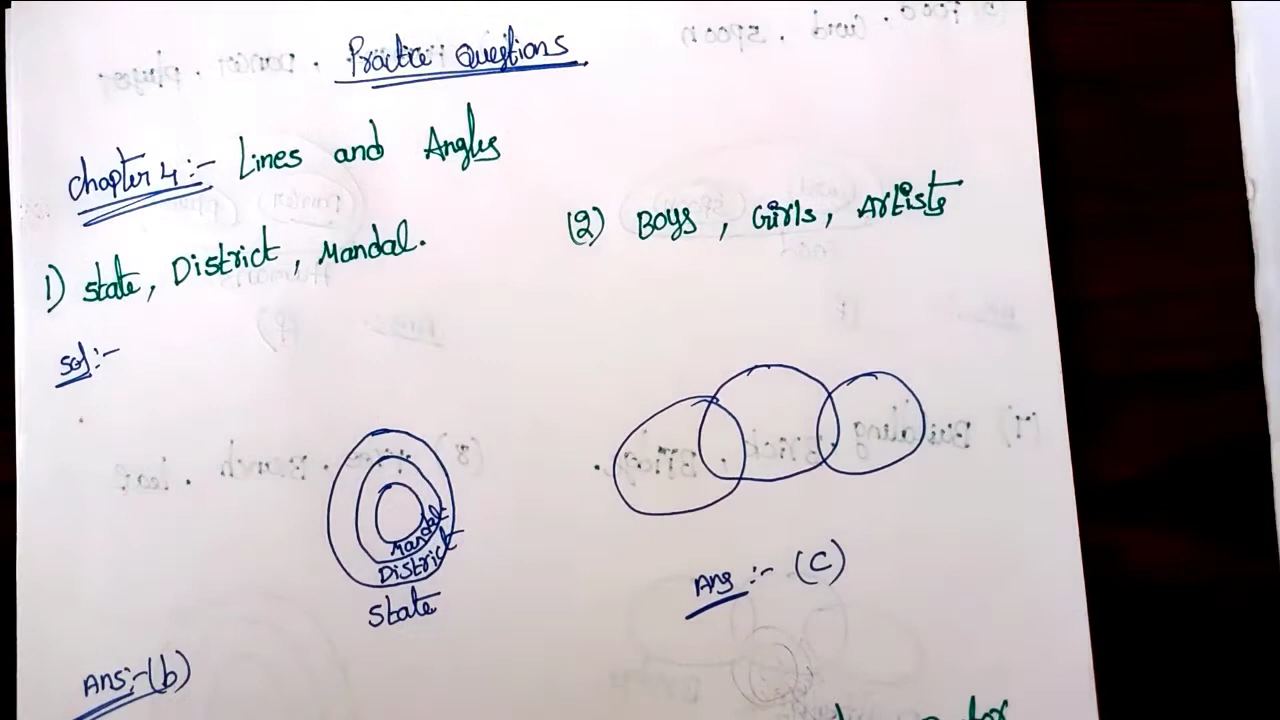 Practice Questions
Chapter 4:- Lines and Angles
1) State, District, Mandal.
(2) Boys, Girls, Artists
Sol:-
Mandal
District
State
Ans:-(b)
Ans:- (C)